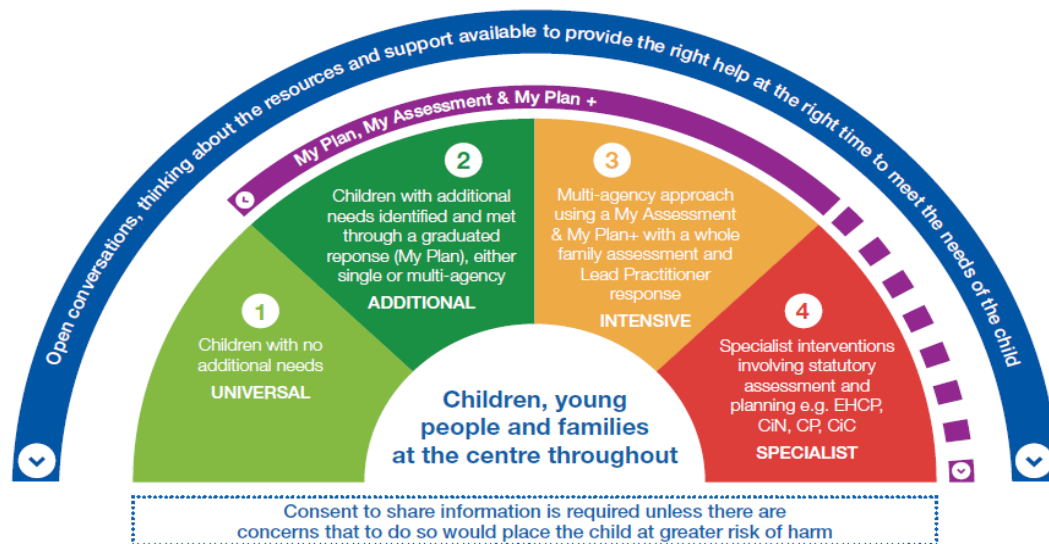 Open conversations, thinking about the resources and support available to provide the right help at the right time to meet the needs of the child
My Plan, My Assessment & My Plan +
1
Children with no
additional needs
UNIVERSAL
2
Children with additional
needs identified and met
through a graduated
reponse (My Plan), either
single or multi-agency
ADDITIONAL
3
Multi-agency approach
using a My Assessment
& My Plan+ with a whole
family assessment and
Lead Practitioner
response
INTENSIVE
4
Specialist interventions
involving statutory
assessment and
planning e.g. EHCP,
CiN, CP, CiC
SPECIALIST
Children, young
people and families
at the centre throughout
Consent to share information is required unless there are
concerns that to do so would place the child at greater risk of harm